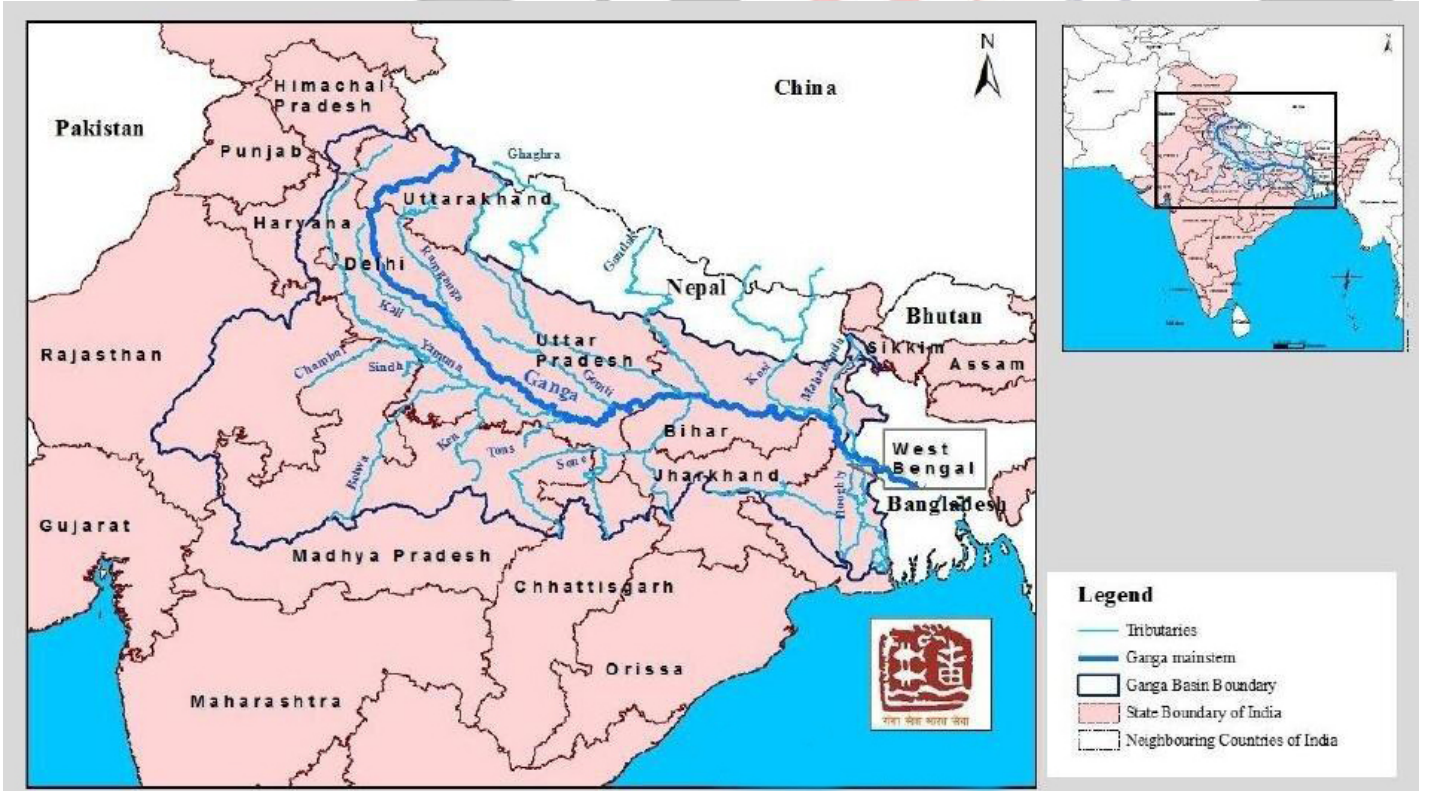 N
China
Himachal
Pradesh
Pakistan
Punjab
Ghaghra
Uttarakhand
Haryana
Delhi
Ramganga
Gandak
Nepal
Bhutan
Kali
Uttar
Pradesh
Sikkim
Assam
Rajasthan
Chambal
Sindh
Yamuna
Ganga
Gomti
Kosi
Mahananda
Bihar
Ken
Tons
Sone
Betwa
Jharkhand
West
Bengal
Hooghly
Bangladesh
Gujarat
Madhya Pradesh
Chhattisgarh
Orissa
Maharashtra
गंगा सेवा भारत सेवा
Legend
Tributaries
Ganga mainstem
Ganga Basin Boundary
State Boundary of India
Neighbouring Countries of India